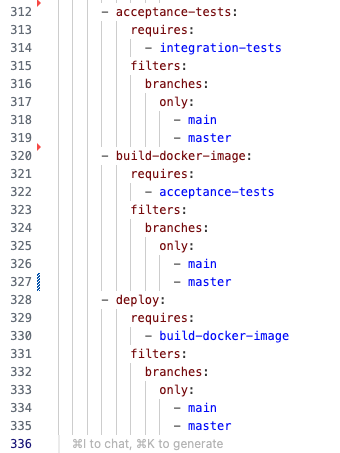 312 - acceptance-tests:
313 requires:
314 - integration-tests
315 filters:
316 branches:
317 only:
318 - main
319 - master
320 - build-docker-image:
321 requires:
322 - acceptance-tests
323 filters:
324 branches:
325 only:
326 - main
327 - master
328 - deploy:
329 requires:
330 - build-docker-image
331 filters:
332 branches:
333 only:
334 - main
335 - master
336 ⌘I to chat, ⌘K to generate